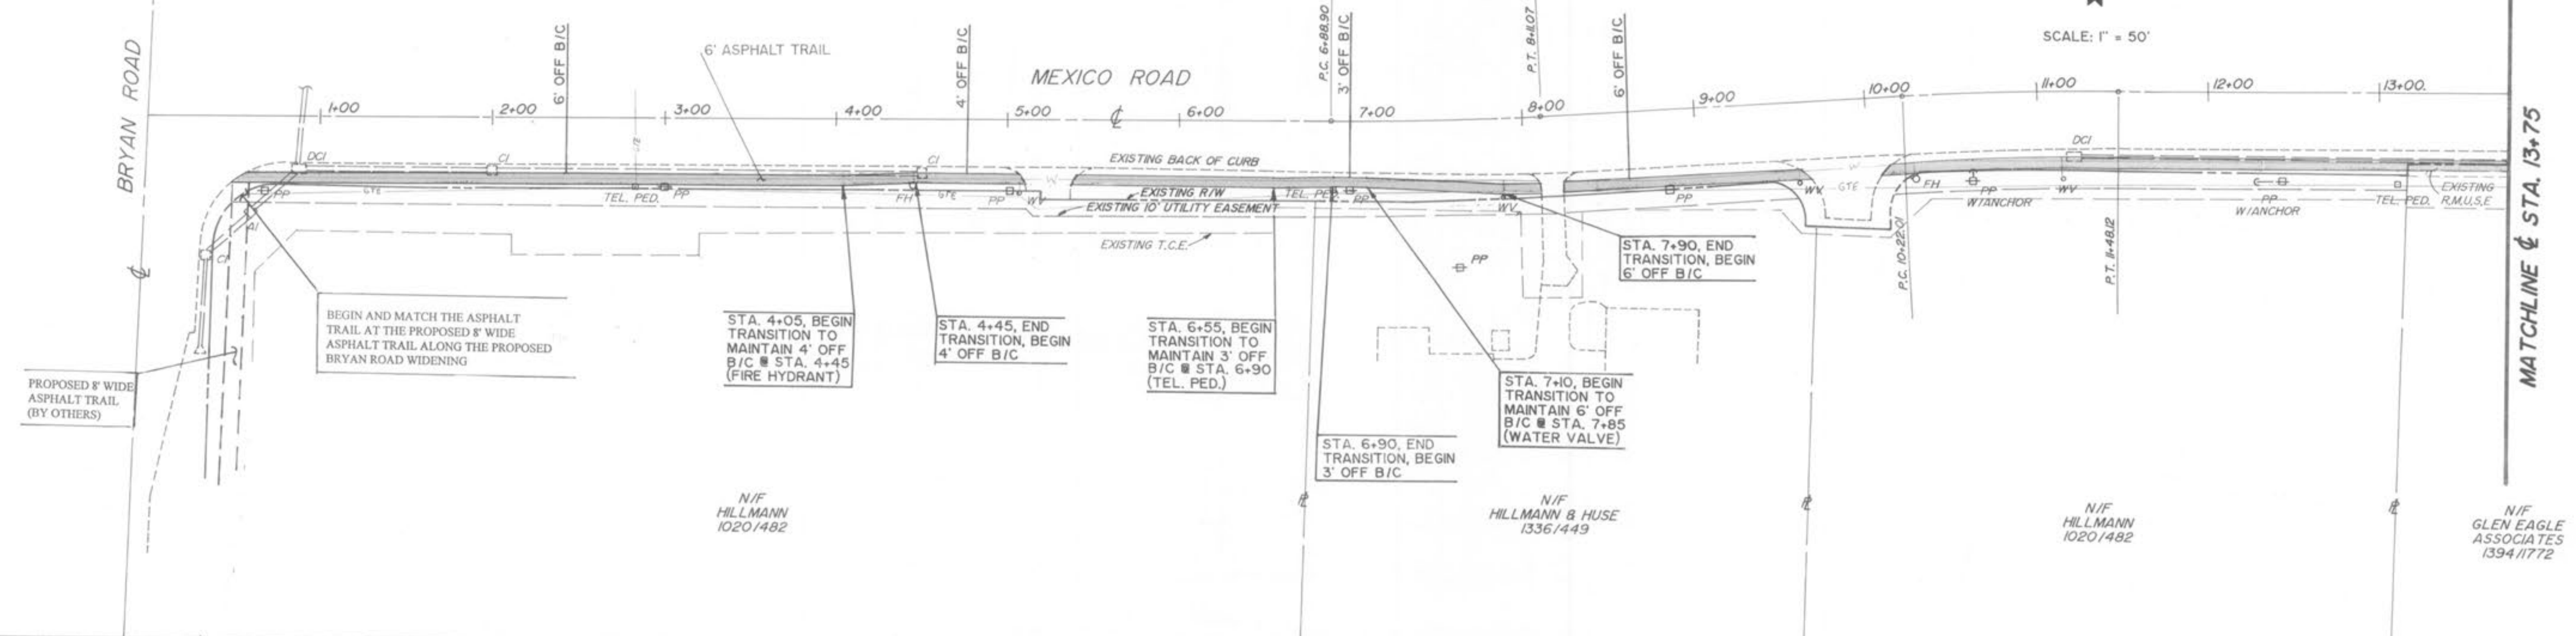 BRYAN ROAD
6' OFF B/C
6' ASPHALT TRAIL
4' OFF B/C
MEXICO ROAD
P.C. 6+88.90
3' OFF B/C
P.T. 8+11.07
6' OFF B/C
SCALE: 1" = 50'
1+00
2+00
3+00
4+00
5+00
℄
6+00
7+00
8+00
9+00
10+00
11+00
12+00
13+00.
MATCHLINE ℄ STA. 13+75
DCI
CI
CI
EXISTING BACK OF CURB
DCI
PP
GTE
TEL. PED.
PP
FH
GTE
PP
WV
EXISTING R/W
EXISTING 10' UTILITY EASEMENT
TEL. PED.
PP
WV
PP
WV
GTE
FH
PP
W/ANCHOR
WV
PP
W/ANCHOR
TEL. PED.
EXISTING
R.M.U.S.E
W
W
AI
CI
℄
EXISTING T.C.E.
PP
P.C. 10+22.01
P.T. 11+48.12
STA. 7+90, END
TRANSITION, BEGIN
6' OFF B/C
BEGIN AND MATCH THE ASPHALT
TRAIL AT THE PROPOSED 8' WIDE
ASPHALT TRAIL ALONG THE PROPOSED
BRYAN ROAD WIDENING
STA. 4+05, BEGIN
TRANSITION TO
MAINTAIN 4' OFF
B/C @ STA. 4+45
(FIRE HYDRANT)
STA. 4+45, END
TRANSITION, BEGIN
4' OFF B/C
STA. 6+55, BEGIN
TRANSITION TO
MAINTAIN 3' OFF
B/C @ STA. 6+90
(TEL. PED.)
STA. 7+10, BEGIN
TRANSITION TO
MAINTAIN 6' OFF
B/C @ STA. 7+85
(WATER VALVE)
PROPOSED 8' WIDE
ASPHALT TRAIL
(BY OTHERS)
STA. 6+90, END
TRANSITION, BEGIN
3' OFF B/C
N/F
HILLMANN
1020/482
N/F
HILLMANN & HUSE
1336/449
N/F
HILLMANN
1020/482
N/F
GLEN EAGLE
ASSOCIATES
1394/1772